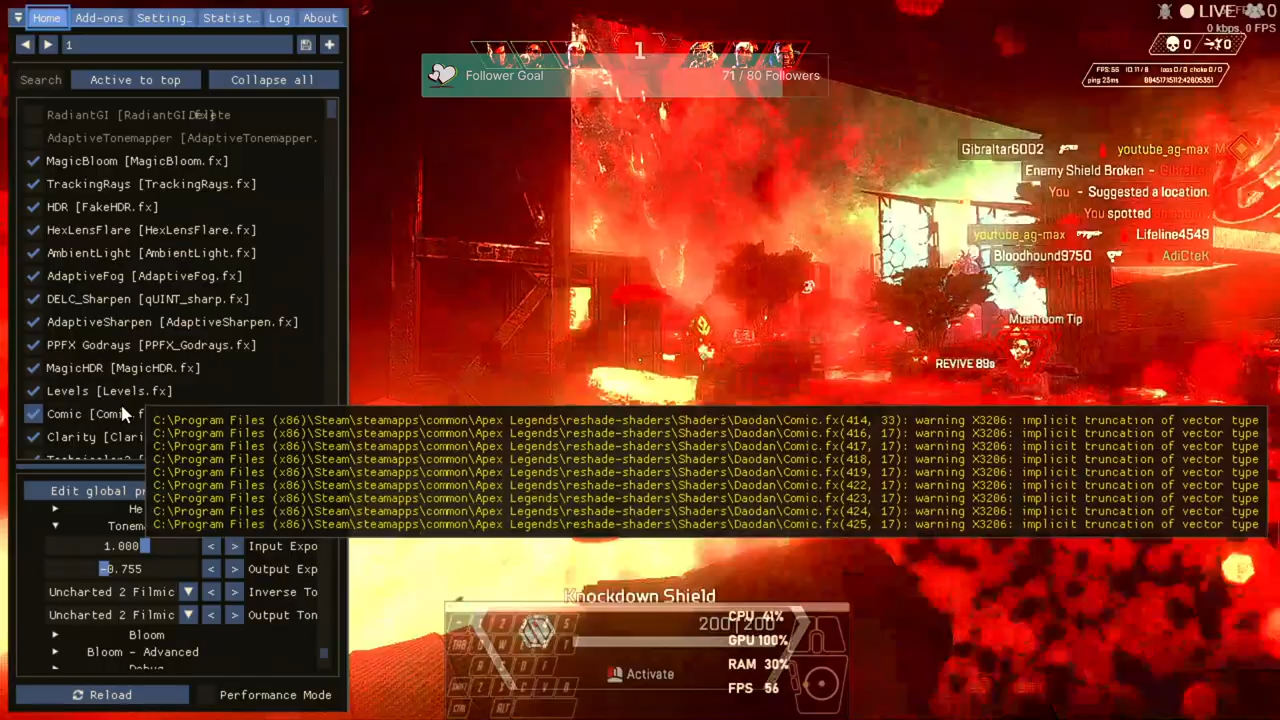 Home Add-ons Setting.. Statist.. Log About
1
Search Active to top Collapse all
RadiantGI [RadiantGI.fx]
AdaptiveTonemapper [AdaptiveTonemapper.
MagicBloom [MagicBloom.fx]
TrackingRays [TrackingRays.fx]
HDR [FakeHDR.fx]
HexLensFlare [HexLensFlare.fx]
AmbientLight [AmbientLight.fx]
AdaptiveFog [AdaptiveFog.fx]
DELC_Sharpen [qUINT_sharp.fx]
AdaptiveSharpen [AdaptiveSharpen.fx]
PPFX Godrays [PPFX_Godrays.fx]
MagicHDR [MagicHDR.fx]
Levels [Levels.fx]
Comic [Comi
Clarity [Clari
C:\Program Files (x86)\Steam\steamapps\common\Apex Legends\reshade-shaders\Shaders\Daodan\Comic.fx(414, 33): warning X3206: implicit truncation of vector type
C:\Program Files (x86)\Steam\steamapps\common\Apex Legends\reshade-shaders\Shaders\Daodan\Comic.fx(416, 17): warning X3206: implicit truncation of vector type
C:\Program Files (x86)\Steam\steamapps\common\Apex Legends\reshade-shaders\Shaders\Daodan\Comic.fx(417, 17): warning X3206: implicit truncation of vector type
C:\Program Files (x86)\Steam\steamapps\common\Apex Legends\reshade-shaders\Shaders\Daodan\Comic.fx(418, 17): warning X3206: implicit truncation of vector type
C:\Program Files (x86)\Steam\steamapps\common\Apex Legends\reshade-shaders\Shaders\Daodan\Comic.fx(419, 17): warning X3206: implicit truncation of vector type
C:\Program Files (x86)\Steam\steamapps\common\Apex Legends\reshade-shaders\Shaders\Daodan\Comic.fx(422, 17): warning X3206: implicit truncation of vector type
C:\Program Files (x86)\Steam\steamapps\common\Apex Legends\reshade-shaders\Shaders\Daodan\Comic.fx(423, 17): warning X3206: implicit truncation of vector type
C:\Program Files (x86)\Steam\steamapps\common\Apex Legends\reshade-shaders\Shaders\Daodan\Comic.fx(424, 17): warning X3206: implicit truncation of vector type
C:\Program Files (x86)\Steam\steamapps\common\Apex Legends\reshade-shaders\Shaders\Daodan\Comic.fx(425, 17): warning X3206: implicit truncation of vector type
Edit global pr
He
Tonem
1.000 < > Input Expo
-0.755 < > Output Exp
Uncharted 2 Filmic < > Inverse To
Uncharted 2 Filmic < > Output Ton
Bloom
Bloom - Advanced
Reload Performance Mode
1
Follower Goal 71 / 80 Followers
LIVE 0
0 kbps, 0 FPS
0 0
FPS: 56
ping 23ms
Gibraltar6002 youtube_ag-max
Enemy Shield Broken - Gibralta
You - Suggested a location.
You spotted
youtube_ag-max Lifeline4549
Bloodhound9750 AdiCteK
Mushroom Tip
REVIVE 89s
Knockdown Shield
200 | 200
Activate
CPU 41%
GPU 100%
RAM 30%
FPS 56